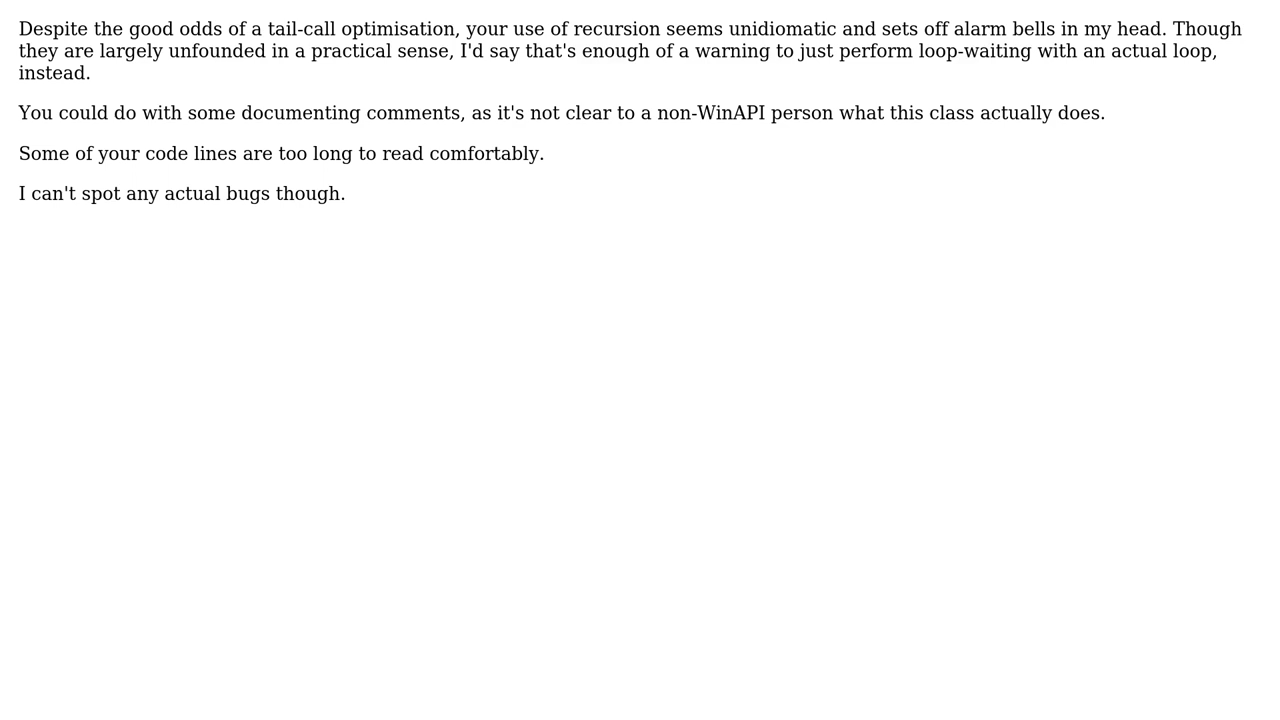 Despite the good odds of a tail-call optimisation, your use of recursion seems unidiomatic and sets off alarm bells in my head. Though
they are largely unfounded in a practical sense, I'd say that's enough of a warning to just perform loop-waiting with an actual loop,
instead.
You could do with some documenting comments, as it's not clear to a non-WinAPI person what this class actually does.
Some of your code lines are too long to read comfortably.
I can't spot any actual bugs though.